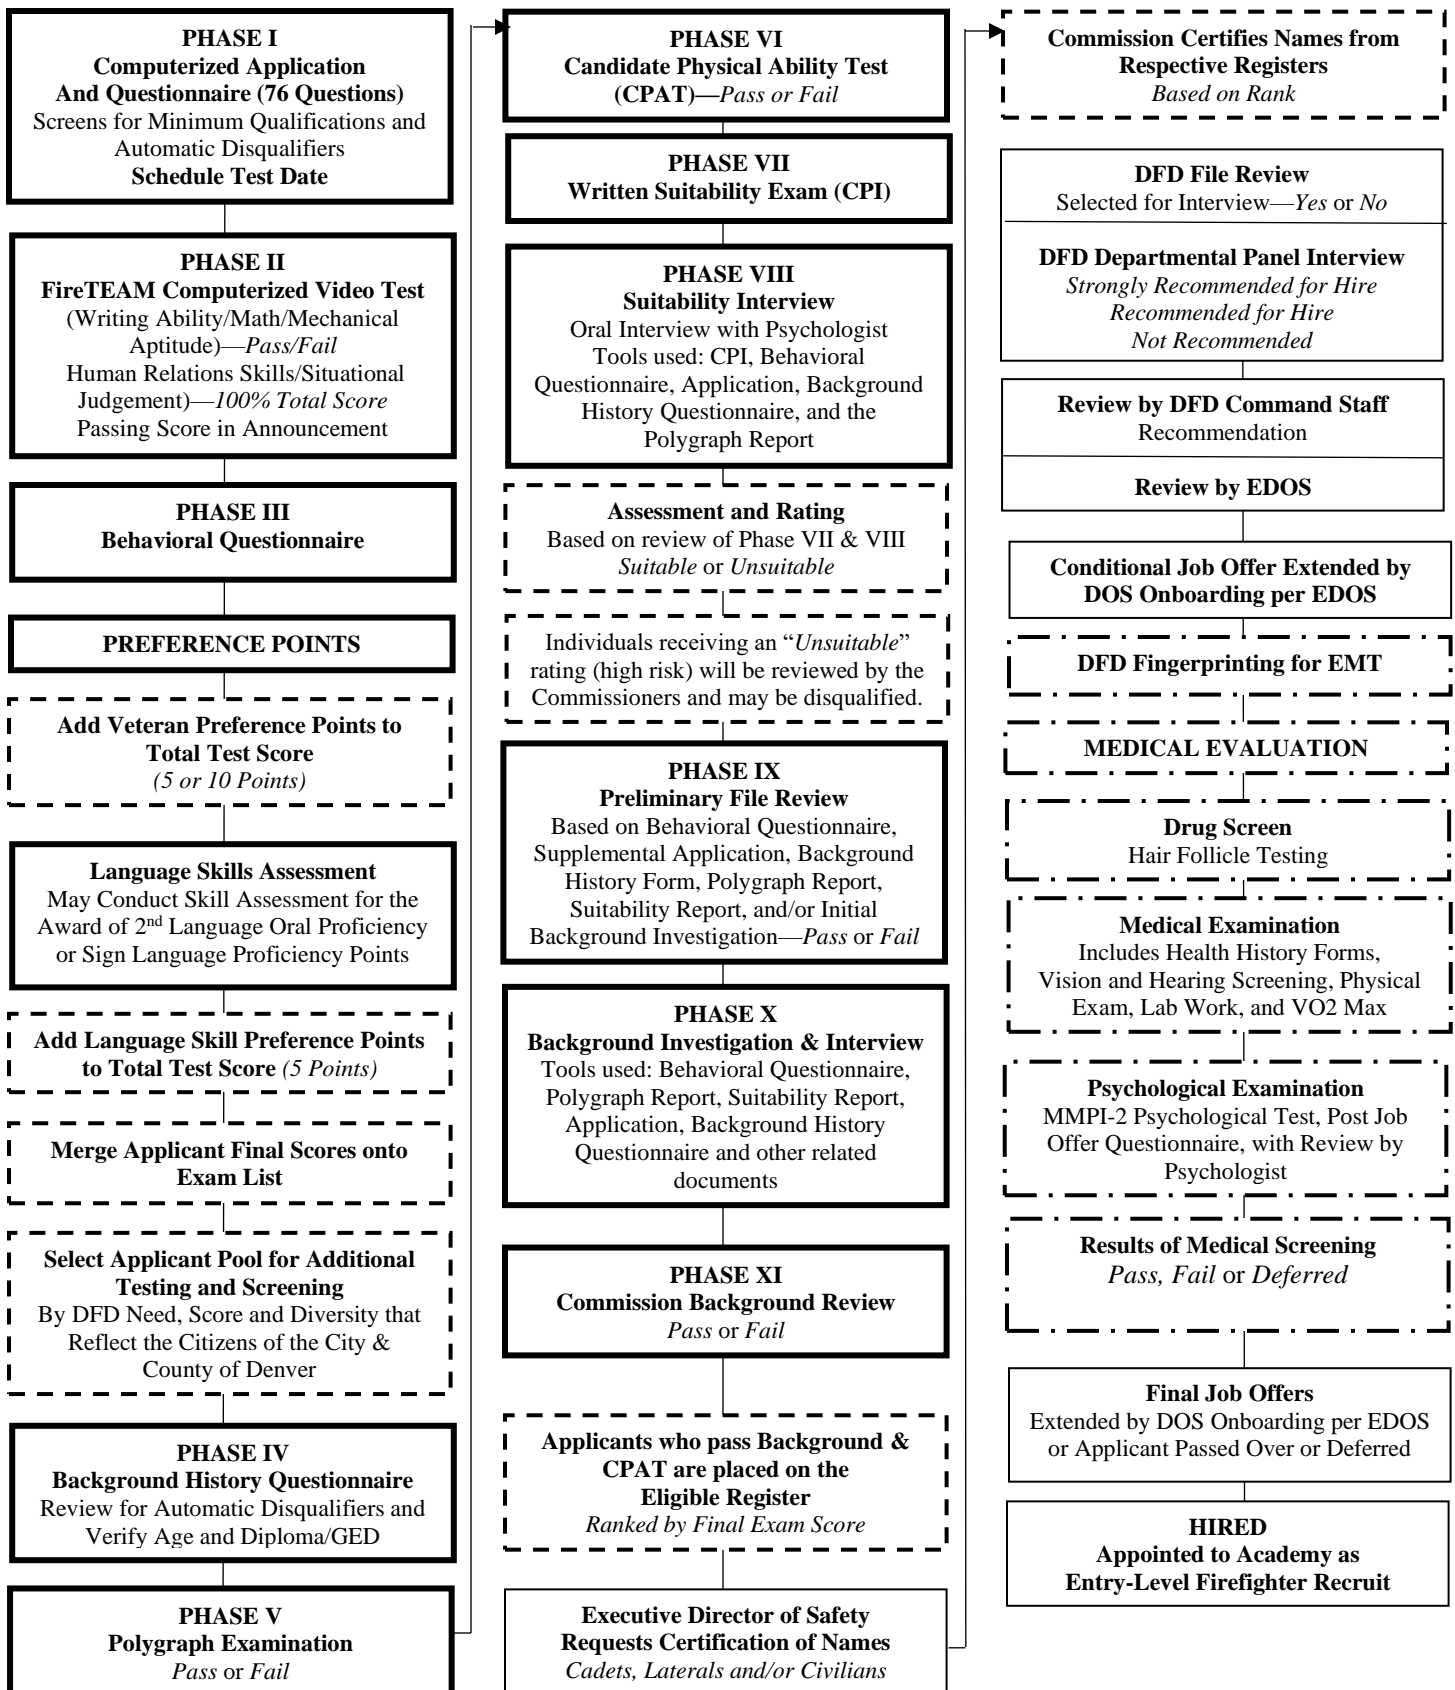 PHASE I
Computerized Application
And Questionnaire (76 Questions)
Screens for Minimum Qualifications and
Automatic Disqualifiers
Schedule Test Date
PHASE II
FireTEAM Computerized Video Test
(Writing Ability/Math/Mechanical
Aptitude)—Pass/Fail
Human Relations Skills/Situational
Judgement)—100% Total Score
Passing Score in Announcement
PHASE III
Behavioral Questionnaire
PREFERENCE POINTS
Add Veteran Preference Points to
Total Test Score
(5 or 10 Points)
Language Skills Assessment
May Conduct Skill Assessment for the
Award of 2nd Language Oral Proficiency
or Sign Language Proficiency Points
Add Language Skill Preference Points
to Total Test Score (5 Points)
Merge Applicant Final Scores onto
Exam List
Select Applicant Pool for Additional
Testing and Screening
By DFD Need, Score and Diversity that
Reflect the Citizens of the City &
County of Denver
PHASE IV
Background History Questionnaire
Review for Automatic Disqualifiers and
Verify Age and Diploma/GED
PHASE V
Polygraph Examination
Pass or Fail
PHASE VI
Candidate Physical Ability Test
(CPAT)—Pass or Fail
PHASE VII
Written Suitability Exam (CPI)
PHASE VIII
Suitability Interview
Oral Interview with Psychologist
Tools used: CPI, Behavioral
Questionnaire, Application, Background
History Questionnaire, and the
Polygraph Report
Assessment and Rating
Based on review of Phase VII & VIII
Suitable or Unsuitable
Individuals receiving an “Unsuitable”
rating (high risk) will be reviewed by the
Commissioners and may be disqualified.
PHASE IX
Preliminary File Review
Based on Behavioral Questionnaire,
Supplemental Application, Background
History Form, Polygraph Report,
Suitability Report, and/or Initial
Background Investigation—Pass or Fail
PHASE X
Background Investigation & Interview
Tools used: Behavioral Questionnaire,
Polygraph Report, Suitability Report,
Application, Background History
Questionnaire and other related
documents
PHASE XI
Commission Background Review
Pass or Fail
Applicants who pass Background &
CPAT are placed on the
Eligible Register
Ranked by Final Exam Score
Executive Director of Safety
Requests Certification of Names
Cadets, Laterals and/or Civilians
Commission Certifies Names from
Respective Registers
Based on Rank
DFD File Review
Selected for Interview—Yes or No
DFD Departmental Panel Interview
Strongly Recommended for Hire
Recommended for Hire
Not Recommended
Review by DFD Command Staff
Recommendation
Review by EDOS
Conditional Job Offer Extended by
DOS Onboarding per EDOS
DFD Fingerprinting for EMT
MEDICAL EVALUATION
Drug Screen
Hair Follicle Testing
Medical Examination
Includes Health History Forms,
Vision and Hearing Screening, Physical
Exam, Lab Work, and VO2 Max
Psychological Examination
MMPI-2 Psychological Test, Post Job
Offer Questionnaire, with Review by
Psychologist
Results of Medical Screening
Pass, Fail or Deferred
Final Job Offers
Extended by DOS Onboarding per EDOS
or Applicant Passed Over or Deferred
HIRED
Appointed to Academy as
Entry-Level Firefighter Recruit